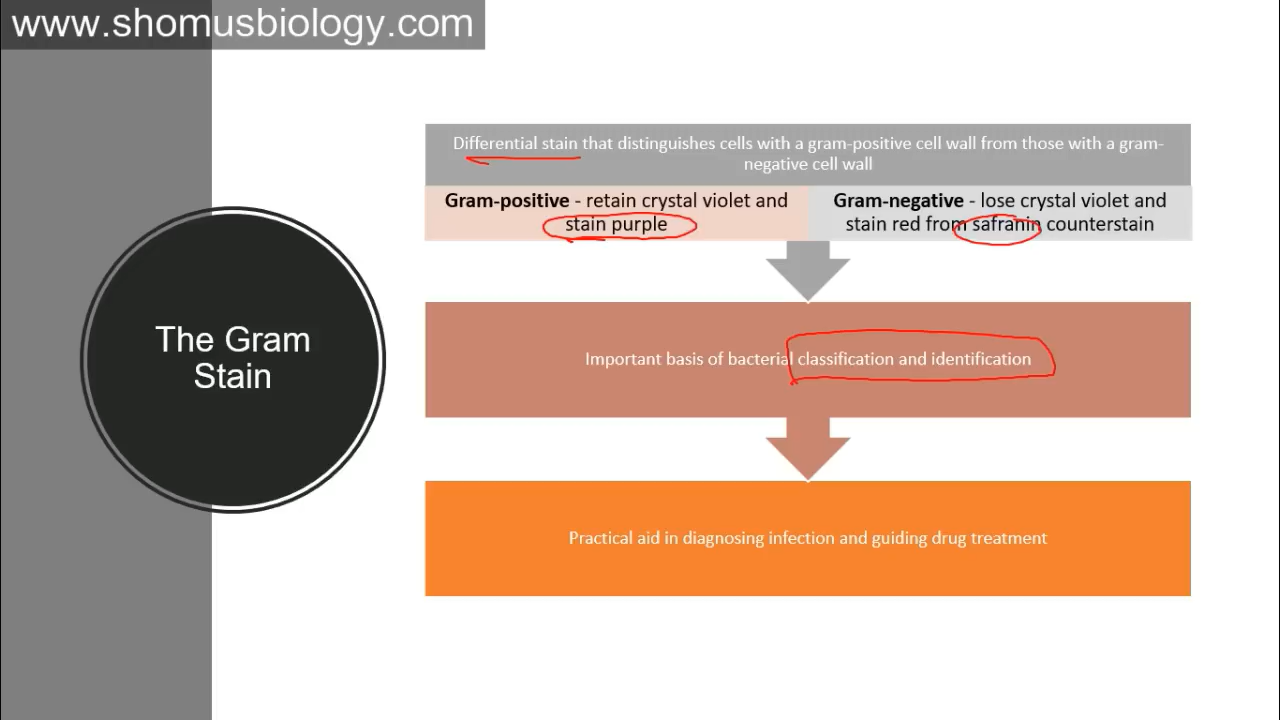 www.shomusbiology.com
The Gram
Stain
Differential stain that distinguishes cells with a gram-positive cell wall from those with a gram-
negative cell wall
Gram-positive - retain crystal violet and
stain purple
Gram-negative - lose crystal violet and
stain red from safranin counterstain
Important basis of bacterial classification and identification
Practical aid in diagnosing infection and guiding drug treatment